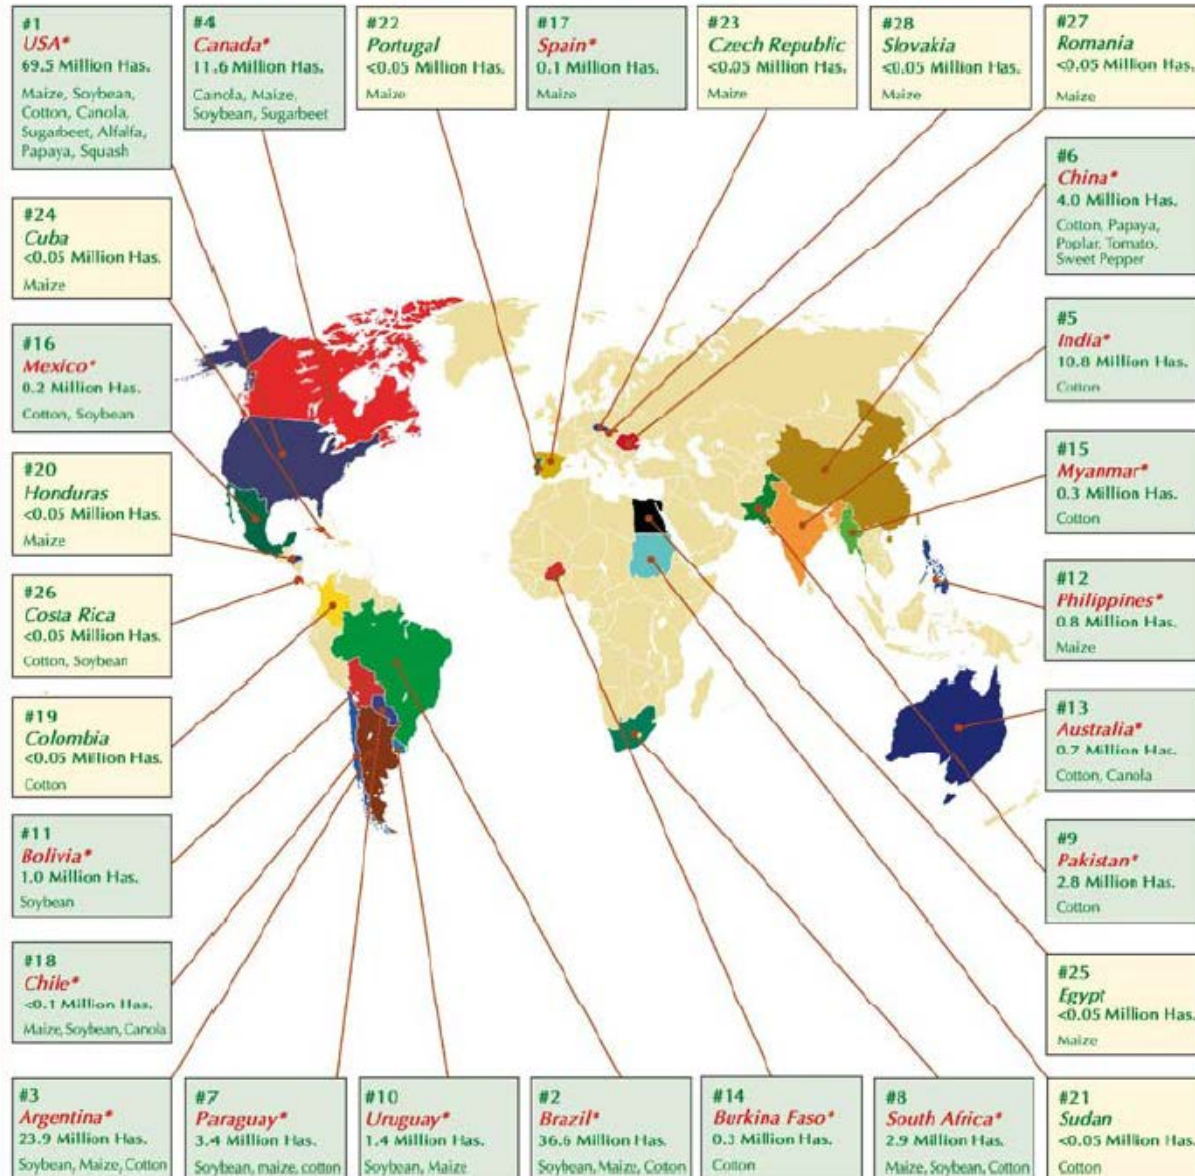 #1
USA*
69.5 Million Has.
Maize, Soybean,
Cotton, Canola,
Sugarbeet, Alfalfa,
Papaya, Squash
#4
Canada*
11.6 Million Has.
Canola, Maize,
Soybean, Sugarbeet
#22
Portugal
<0.05 Million Has.
Maize
#17
Spain*
0.1 Million Has.
Maize
#23
Czech Republic
<0.05 Million Has.
Maize
#28
Slovakia
<0.05 Million Has.
Maize
#27
Romania
<0.05 Million Has.
Maize
#24
Cuba
<0.05 Million Has.
Maize
#16
Mexico*
0.2 Million Has.
Cotton, Soybean
#20
Honduras
<0.05 Million Has.
Maize
#26
Costa Rica
<0.05 Million Has.
Cotton, Soybean
#19
Colombia
<0.05 Million Has.
Cotton
#11
Bolivia*
1.0 Million Has.
Soybean
#18
Chile*
<0.1 Million Has.
Maize, Soybean, Canola
#6
China*
4.0 Million Has.
Cotton, Papaya,
Poplar, Tomato,
Sweet Pepper
#5
India*
10.8 Million Has.
Cotton
#15
Myanmar*
0.3 Million Has.
Cotton
#12
Philippines*
0.8 Million Has.
Maize
#13
Australia*
0.7 Million Has.
Cotton, Canola
#9
Pakistan*
2.8 Million Has.
Cotton
#25
Egypt
<0.05 Million Has.
Maize
#3
Argentina*
23.9 Million Has.
Soybean, Maize, Cotton
#7
Paraguay*
3.4 Million Has.
Soybean, maize, cotton
#10
Uruguay*
1.4 Million Has.
Soybean, Maize
#2
Brazil*
36.6 Million Has.
Soybean, Maize, Cotton
#14
Burkina Faso*
0.3 Million Has.
Cotton
#8
South Africa*
2.9 Million Has.
Maize, Soybean, Cotton
#21
Sudan
<0.05 Million Has.
Cotton